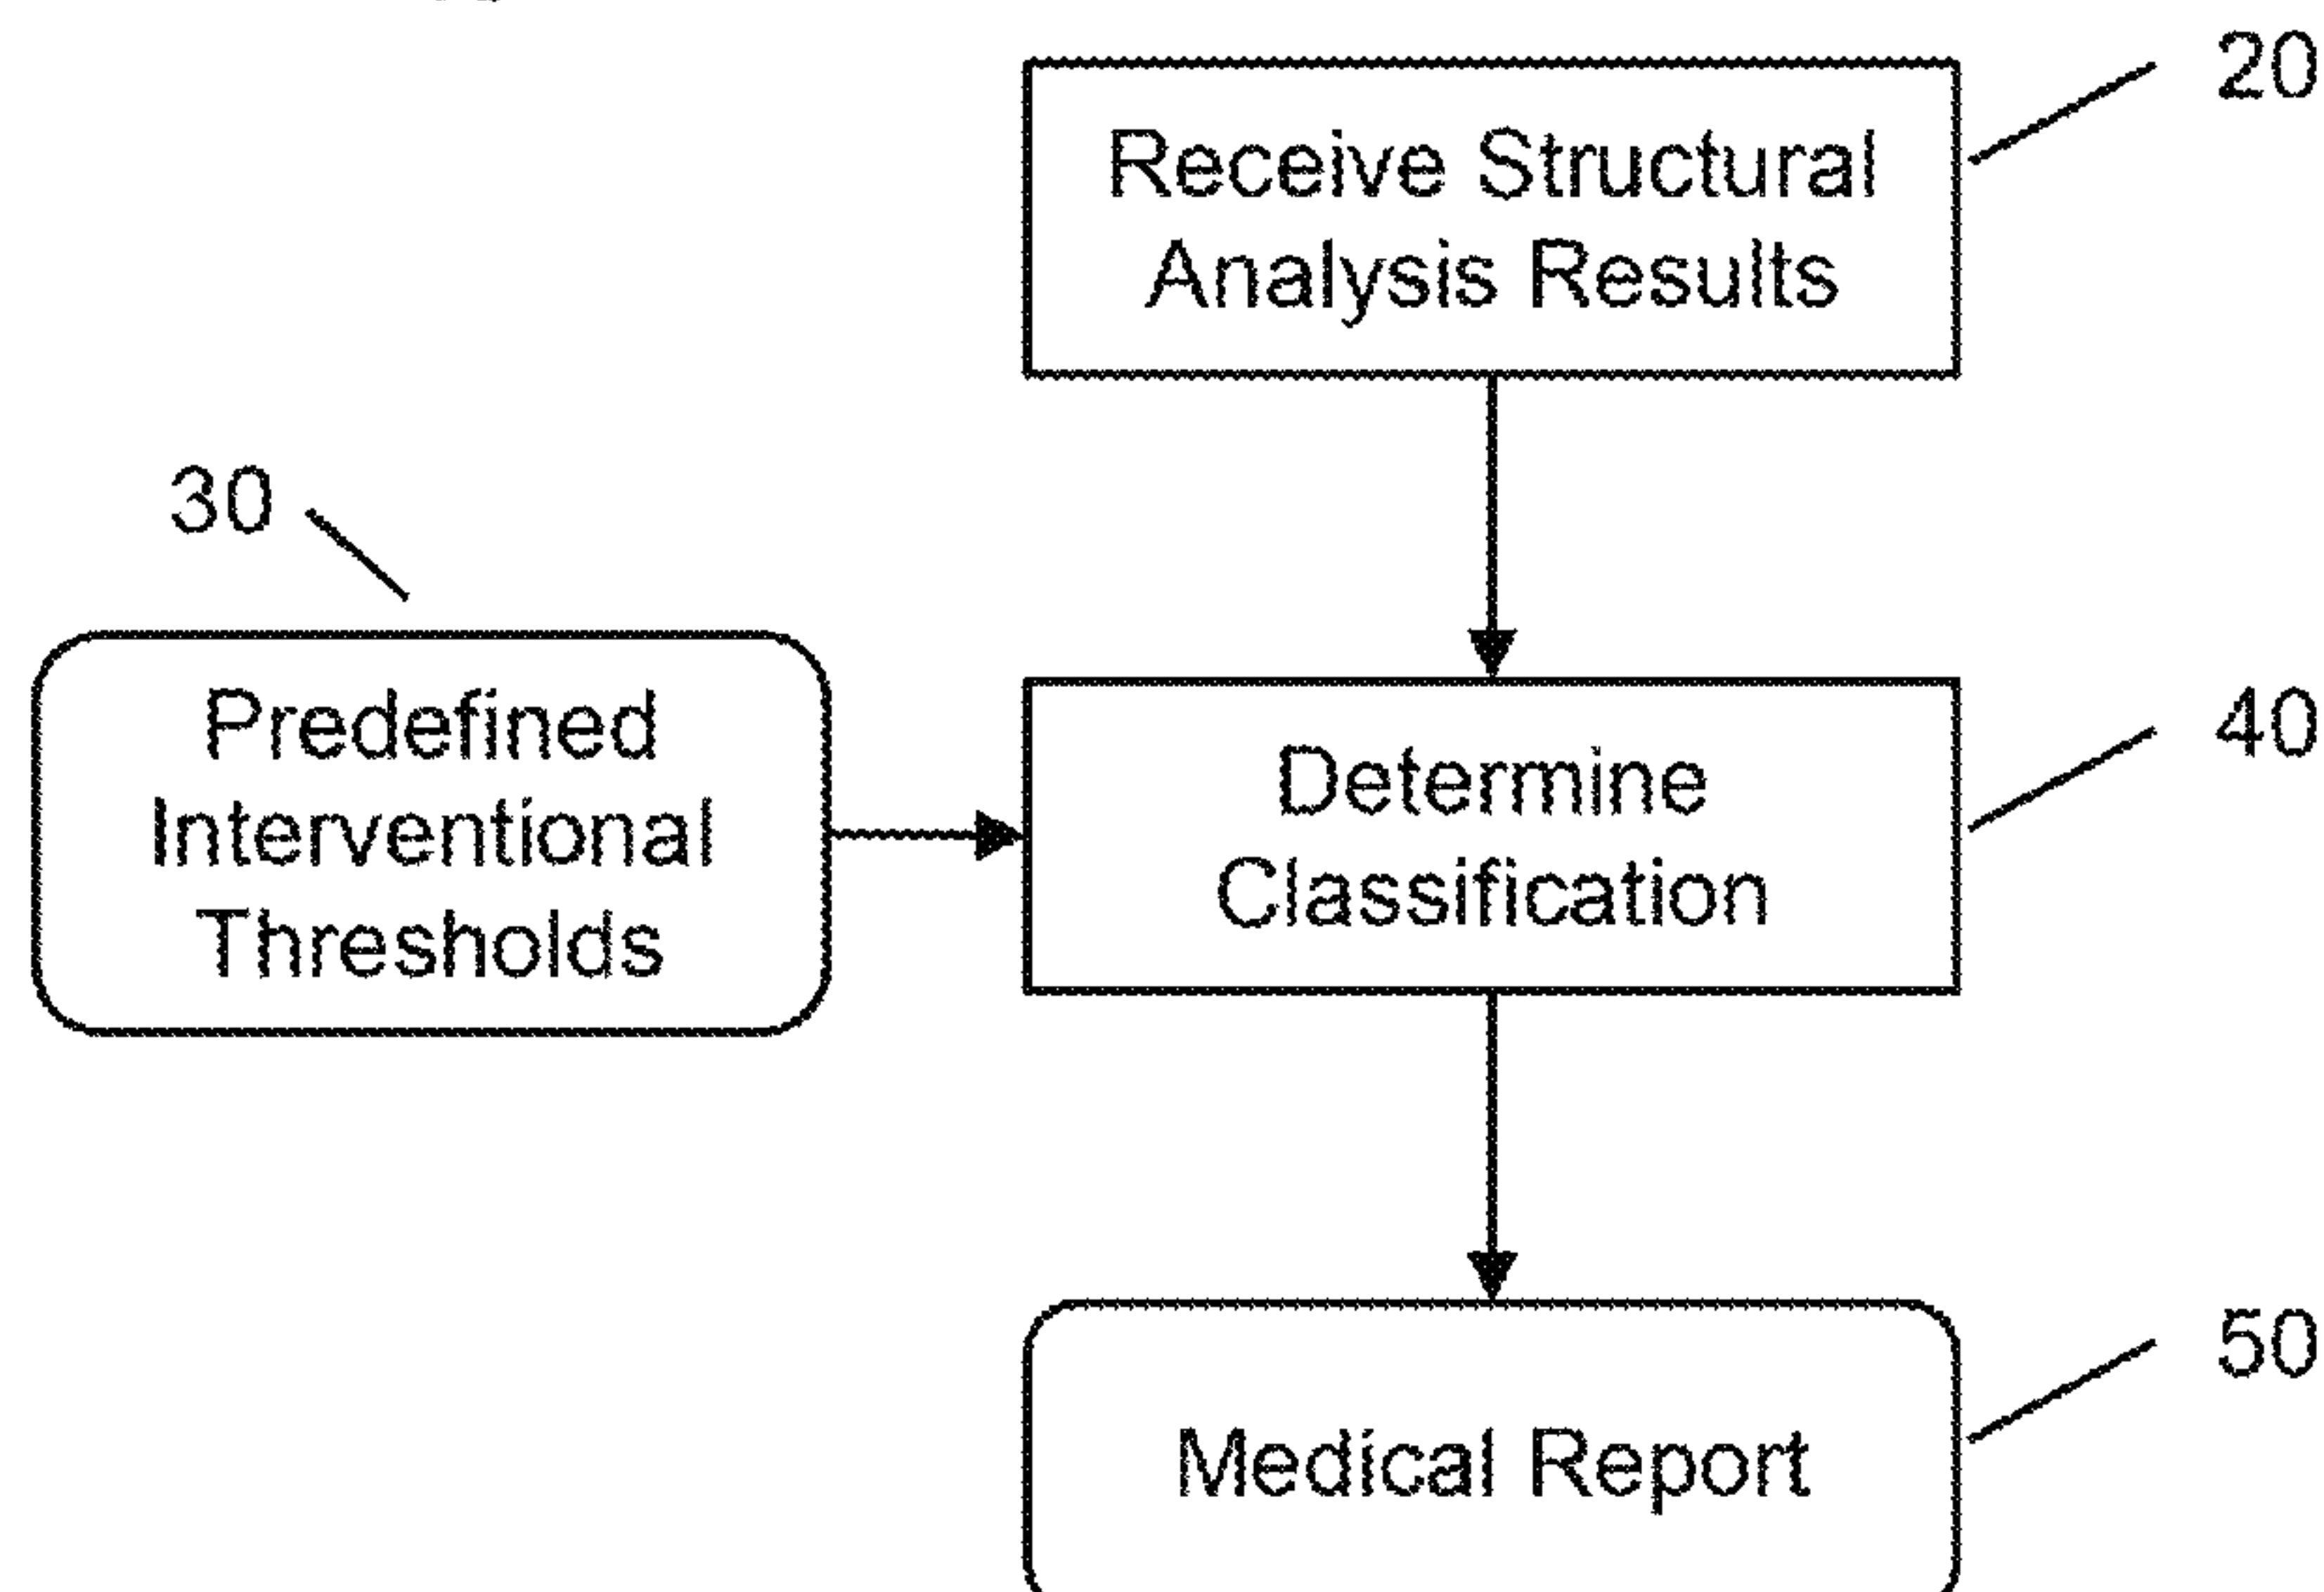 20
Receive Structural
Analysis Results
30
Predefined
Interventional
Thresholds
40
Determine
Classification
50
Medical Report